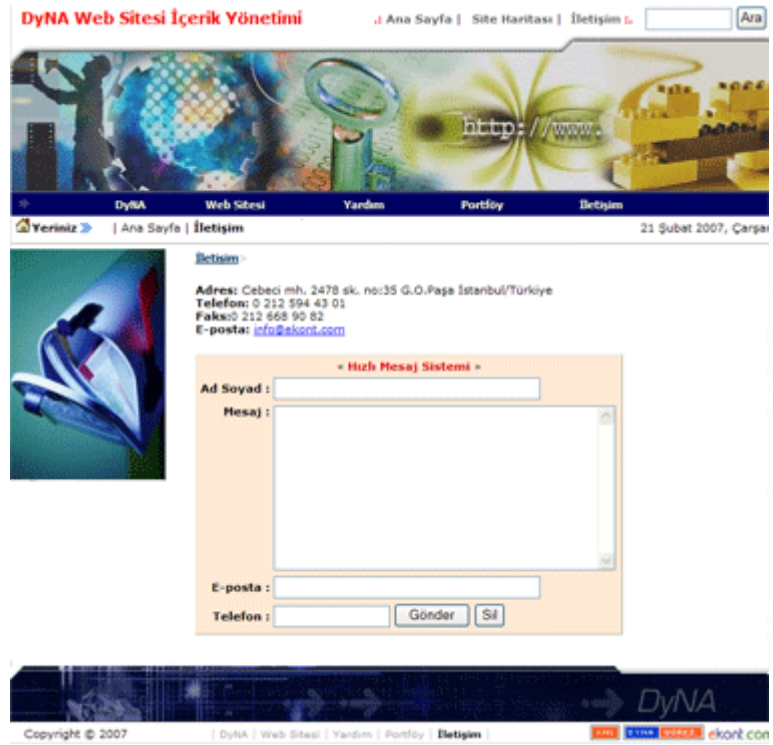 DyNA Web Sitesi İçerik Yönetimi
Ana Sayfa | Site Haritası | İletişim
Ara
http://www.
DyNA Web Sitesi Yardım Portföy İletişim
Yeriniz | Ana Sayfa | İletişim
21 Şubat 2007, Çarşa
İletisim>
Adres: Cebeci mh. 2478 sk. no:35 G.O.Paşa İstanbul/Türkiye
Telefon: 0 212 594 43 01
Faks:0 212 668 90 82
E-posta: info@ekont.com
« Hızlı Mesaj Sistemi »
Ad Soyad :
Mesaj :
E-posta :
Telefon :
Gönder Sil
DyNA
Copyright © 2007
| DyNA | Web Sitesi | Yardım | Portföy | İletişim |
ekont.com